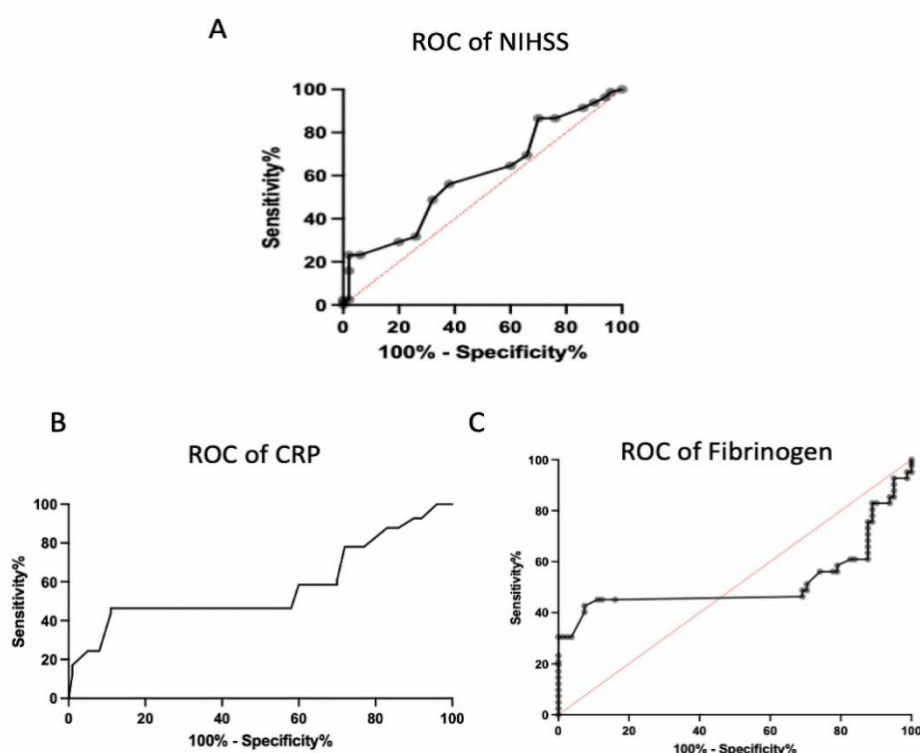 A
ROC of NIHSS
100
80
60
40
20
0
Sensitivity%
0 20 40 60 80 100
100% - Specificity%
B
ROC of CRP
100
80
60
40
20
0
Sensitivity%
0 20 40 60 80 100
100% - Specificity%
C
ROC of Fibrinogen
100
80
60
40
20
0
Sensitivity%
0 20 40 60 80 100
100% - Specificity%